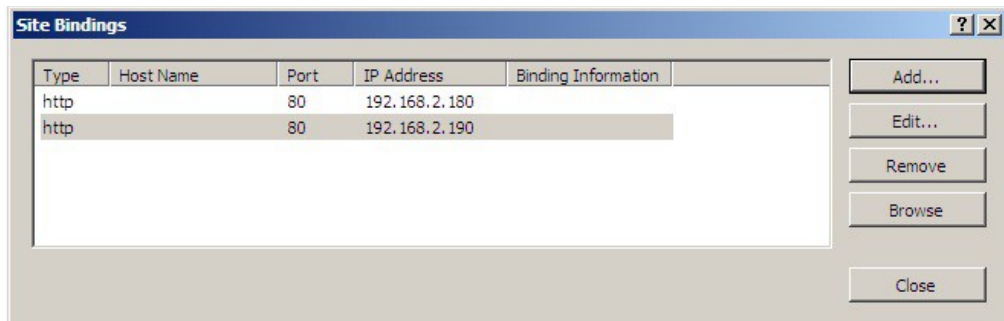 Site Bindings
Type Host Name Port IP Address Binding Information
http 80 192.168.2.180
http 80 192.168.2.190
Add...
Edit...
Remove
Browse
Close